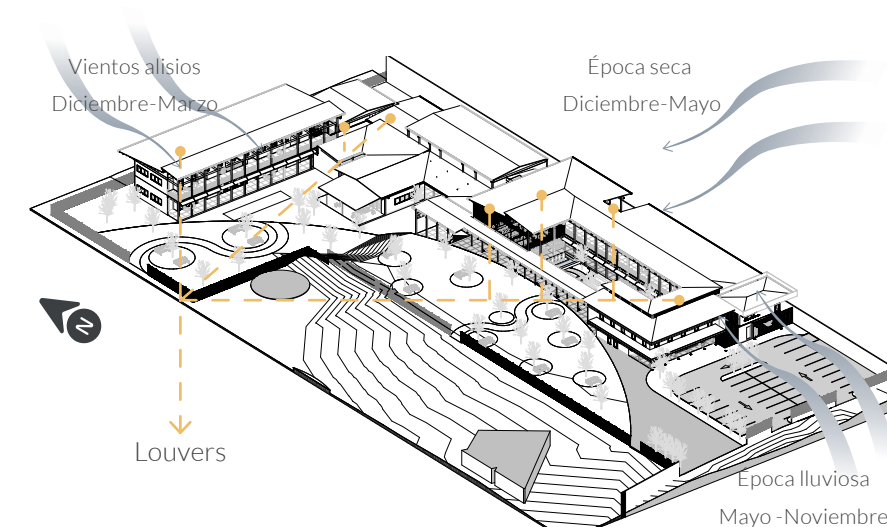 Vientos alisios
Diciembre-Marzo
Época seca
Diciembre-Mayo
N
Louvers
Época lluviosa
Mayo -Noviembre